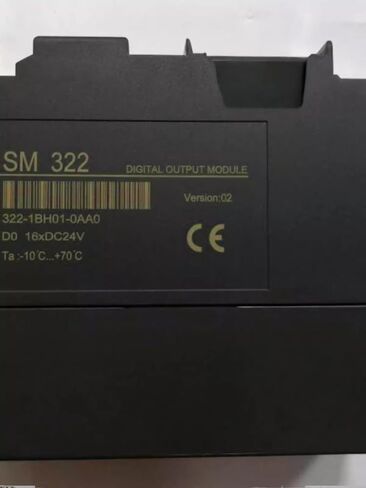 SM 322
DIGITAL OUTPUT MODULE
Version:02
322-1BH01-0AA0
D0 16xDC24V
CE
Ta :-10℃...+70℃